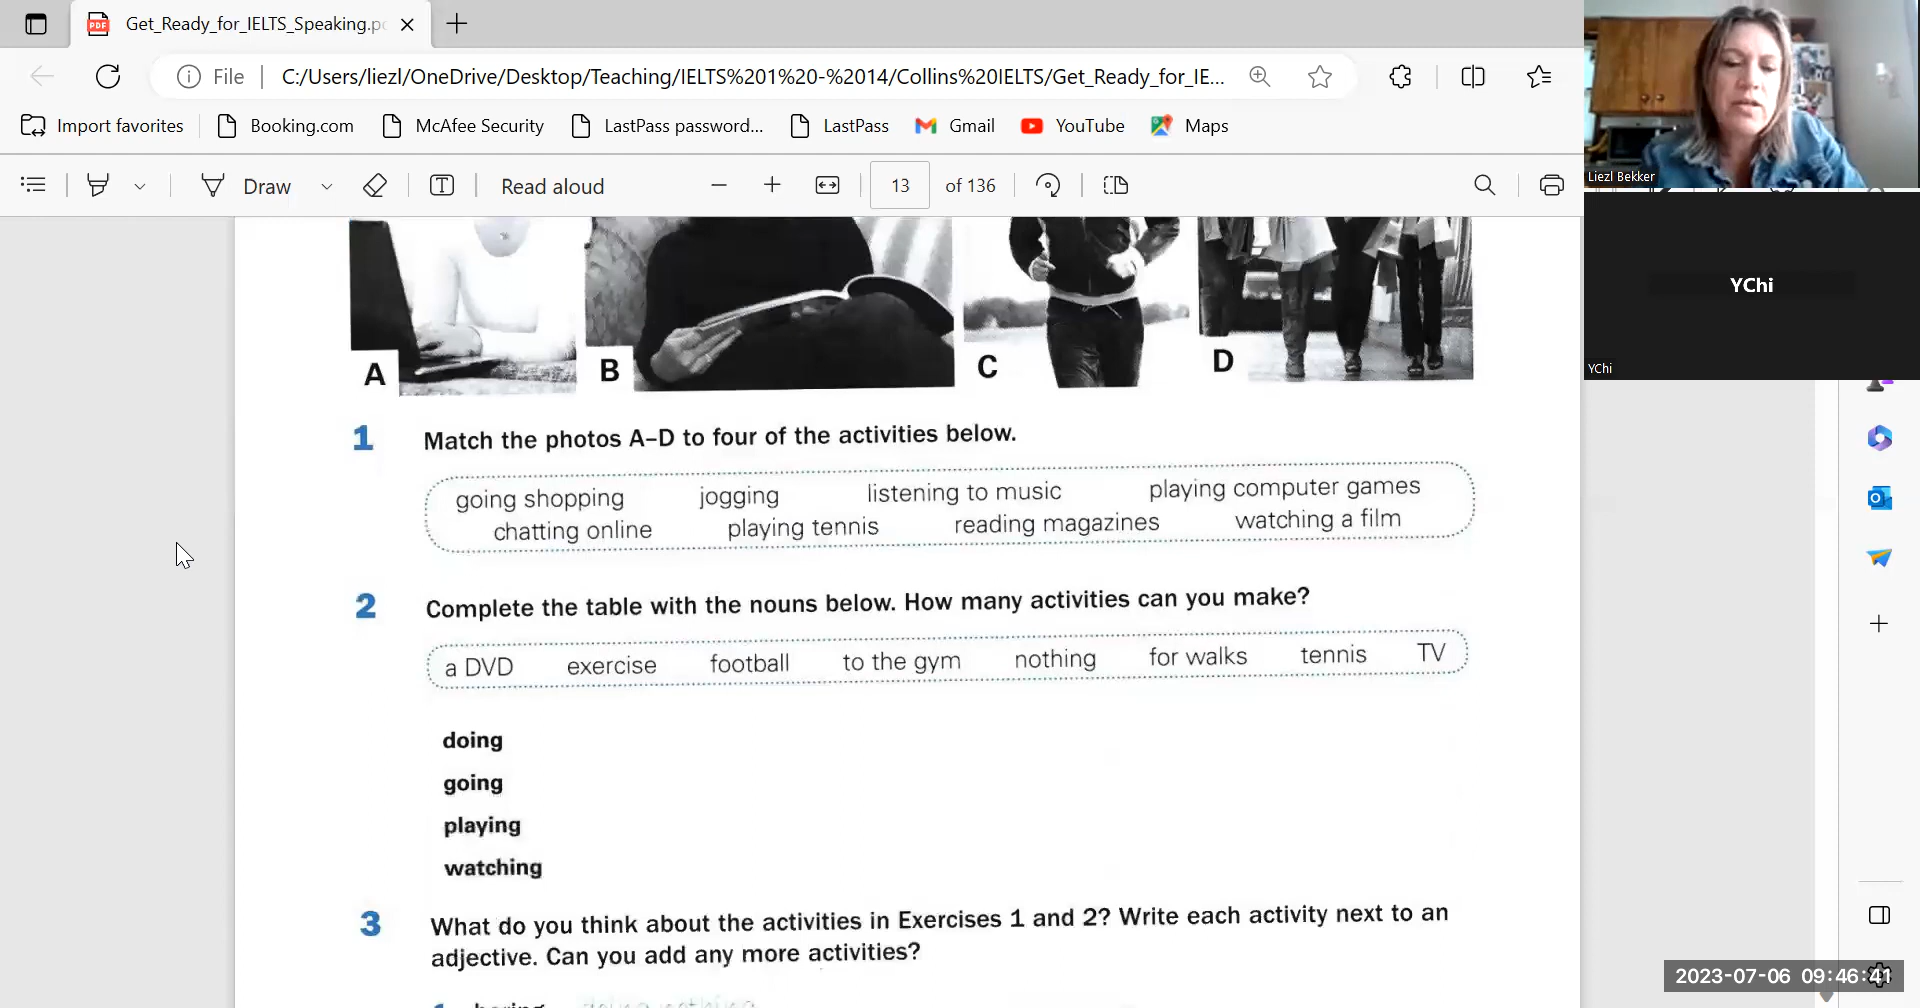 Get_Ready_for_IELTS_Speaking.p
File
C:/Users/liezl/OneDrive/Desktop/Teaching/IELTS%201%20-%2014/Collins%20IELTS/Get_Ready_for_IE...
Import favorites Booking.com McAfee Security LastPass password... LastPass Gmail YouTube Maps
Draw Read aloud 13 of 136
Liezl Bekker
YChi
YChi
A B C D
1 Match the photos A–D to four of the activities below.
going shopping jogging listening to music playing computer games
chatting online playing tennis reading magazines watching a film
2 Complete the table with the nouns below. How many activities can you make?
a DVD exercise football to the gym nothing for walks tennis TV
doing
going
playing
watching
3 What do you think about the activities in Exercises 1 and 2? Write each activity next to an
adjective. Can you add any more activities?
2023-07-06 09:46:41